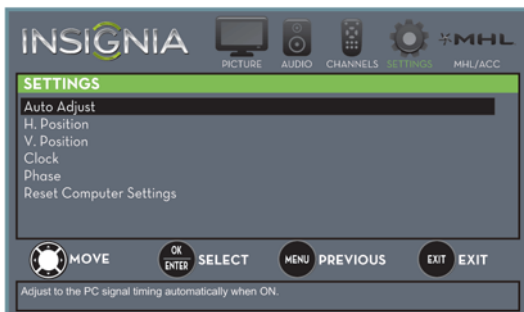 INSIGNIA
MHL
PICTURE AUDIO CHANNELS SETTINGS MHL/ACC
SETTINGS
Auto Adjust
H. Position
V. Position
Clock
Phase
Reset Computer Settings
MOVE OK ENTER SELECT MENU PREVIOUS EXIT EXIT
Adjust to the PC signal timing automatically when ON.